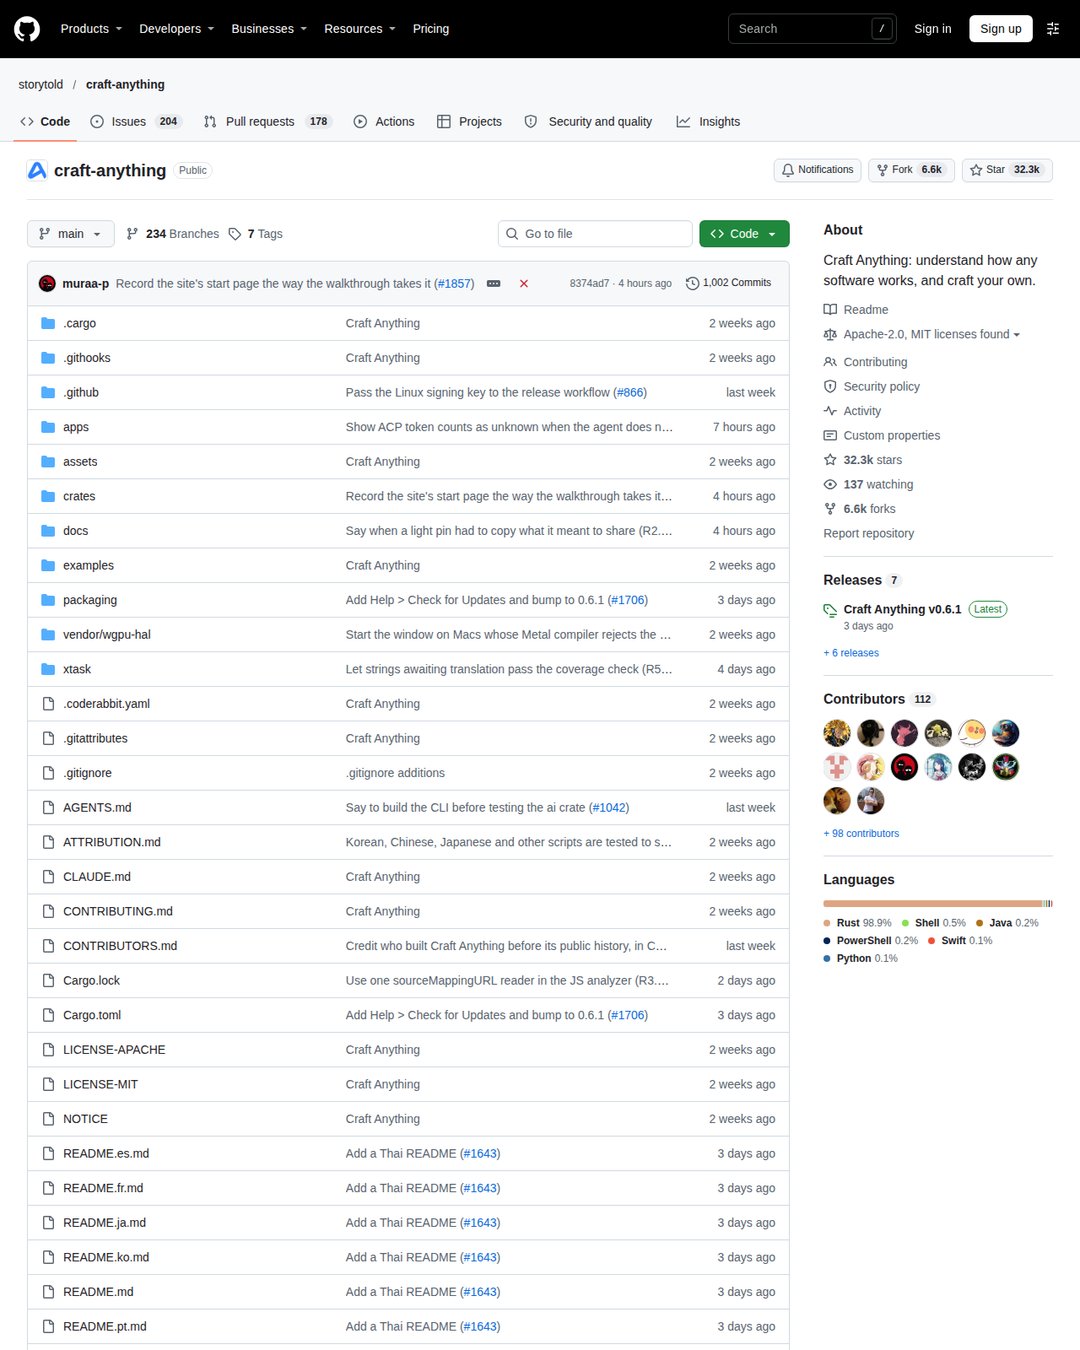 Products Developers Businesses Resources Pricing Search / Sign in Sign up
storytold / craft-anything
Code Issues 204 Pull requests 178 Actions Projects Security and quality Insights
craft-anything Public Notifications Fork 6.6k Star 32.3k
main 234 Branches 7 Tags Go to file Code
muraa-p Record the site's start page the way the walkthrough takes it (#1857) 8374ad7 · 4 hours ago 1,002 Commits
.cargo Craft Anything 2 weeks ago
.githooks Craft Anything 2 weeks ago
.github Pass the Linux signing key to the release workflow (#866) last week
apps Show ACP token counts as unknown when the agent does n… 7 hours ago
assets Craft Anything 2 weeks ago
crates Record the site's start page the way the walkthrough takes it… 4 hours ago
docs Say when a light pin had to copy what it meant to share (R2.… 4 hours ago
examples Craft Anything 2 weeks ago
packaging Add Help > Check for Updates and bump to 0.6.1 (#1706) 3 days ago
vendor/wgpu-hal Start the window on Macs whose Metal compiler rejects the … 2 weeks ago
xtask Let strings awaiting translation pass the coverage check (R5… 4 days ago
.coderabbit.yaml Craft Anything 2 weeks ago
.gitattributes Craft Anything 2 weeks ago
.gitignore .gitignore additions 2 weeks ago
AGENTS.md Say to build the CLI before testing the ai crate (#1042) last week
ATTRIBUTION.md Korean, Chinese, Japanese and other scripts are tested to s… 2 weeks ago
CLAUDE.md Craft Anything 2 weeks ago
CONTRIBUTING.md Craft Anything 2 weeks ago
CONTRIBUTORS.md Credit who built Craft Anything before its public history, in C… last week
Cargo.lock Use one sourceMappingURL reader in the JS analyzer (R3.… 2 days ago
Cargo.toml Add Help > Check for Updates and bump to 0.6.1 (#1706) 3 days ago
LICENSE-APACHE Craft Anything 2 weeks ago
LICENSE-MIT Craft Anything 2 weeks ago
NOTICE Craft Anything 2 weeks ago
README.es.md Add a Thai README (#1643) 3 days ago
README.fr.md Add a Thai README (#1643) 3 days ago
README.ja.md Add a Thai README (#1643) 3 days ago
README.ko.md Add a Thai README (#1643) 3 days ago
README.md Add a Thai README (#1643) 3 days ago
README.pt.md Add a Thai README (#1643) 3 days ago
About
Craft Anything: understand how any
software works, and craft your own.
Readme
Apache-2.0, MIT licenses found
Contributing
Security policy
Activity
Custom properties
32.3k stars
137 watching
6.6k forks
Report repository
Releases 7
Craft Anything v0.6.1 Latest
3 days ago
+ 6 releases
Contributors 112
+ 98 contributors
Languages
Rust 98.9% Shell 0.5% Java 0.2%
PowerShell 0.2% Swift 0.1%
Python 0.1%